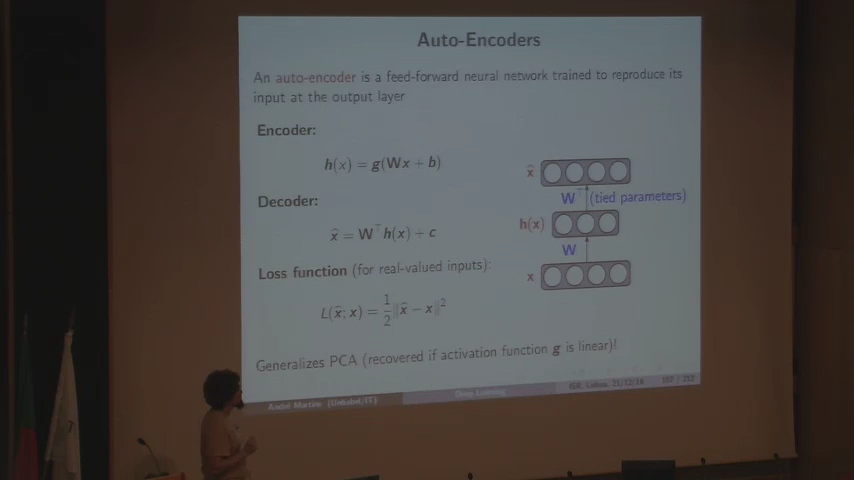 Auto-Encoders
An auto-encoder is a feed-forward neural network trained to reproduce its
input at the output layer
Encoder:
h(x) = g(Wx + b)
Decoder:
x̂ = W⊤h(x) + c
Loss function (for real-valued inputs):
L(x̂; x) = 1/2 ‖x̂ − x‖²
Generalizes PCA (recovered if activation function g is linear)!
x̂
W⊤ (tied parameters)
h(x)
W
x
André Martins (Unbabel/IT)
Deep Learning